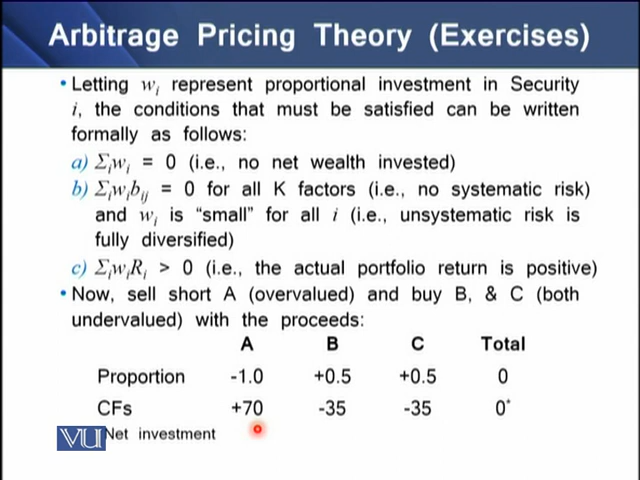 Arbitrage Pricing Theory (Exercises)
• Letting wi represent proportional investment in Security
i, the conditions that must be satisfied can be written
formally as follows:
a) Σiwi = 0 (i.e., no net wealth invested)
b) Σiwibij = 0 for all K factors (i.e., no systematic risk)
and wi is “small” for all i (i.e., unsystematic risk is
fully diversified)
c) ΣiwiRi > 0 (i.e., the actual portfolio return is positive)
• Now, sell short A (overvalued) and buy B, & C (both
undervalued) with the proceeds:
A B C Total
Proportion -1.0 +0.5 +0.5 0
CFs +70 -35 -35 0*
VU Net investment